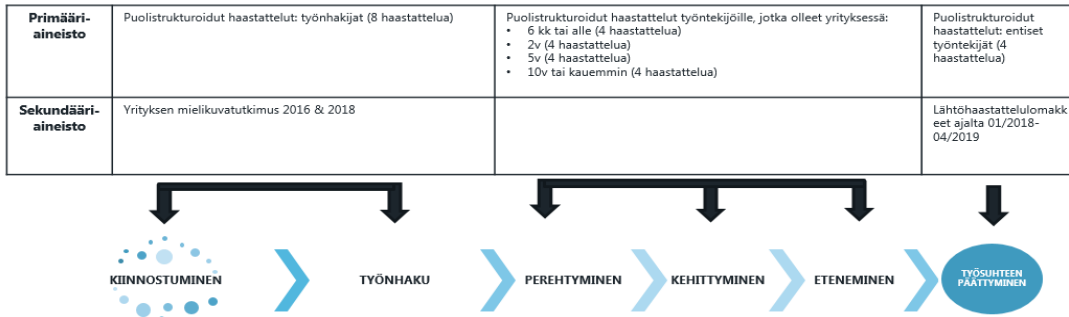 Primääri-
aineisto
Puolistrukturoidut haastattelut: työnhakijat (8 haastattelua)
Puolistrukturoidut haastattelut työntekijöille, jotka olleet yrityksessä:
• 6 kk tai alle (4 haastattelua)
• 2v (4 haastattelua)
• 5v (4 haastattelua)
• 10v tai kauemmin (4 haastattelua)
Puolistrukturoidut
haastattelut: entiset
työntekijät (4
haastattelua)
Sekundääri-
aineisto
Yrityksen mielikuvatutkimus 2016 & 2018
Lähtöhaastattelulomakk
eet ajalta 01/2018-
04/2019
KIINNOSTUMINEN
TYÖNHAKU
PEREHTYMINEN
KEHITTYMINEN
ETENEMINEN
TYÖSUHTEEN
PÄÄTTYMINEN